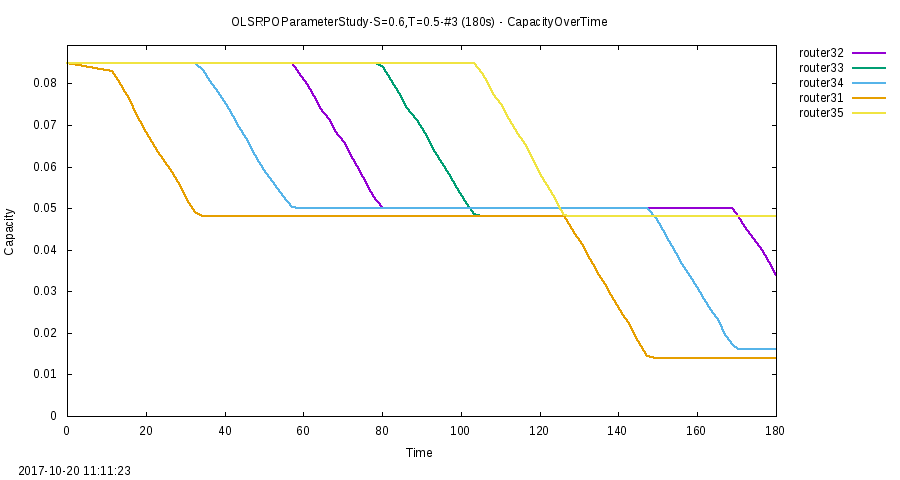 OLSRPOParameterStudy-S=0.6,T=0.5-#3 (180s) - CapacityOverTime
router32
router33
router34
router31
router35
0.08
0.07
0.06
0.05
0.04
0.03
0.02
0.01
0
Capacity
0 20 40 60 80 100 120 140 160 180
Time
2017-10-20 11:11:23